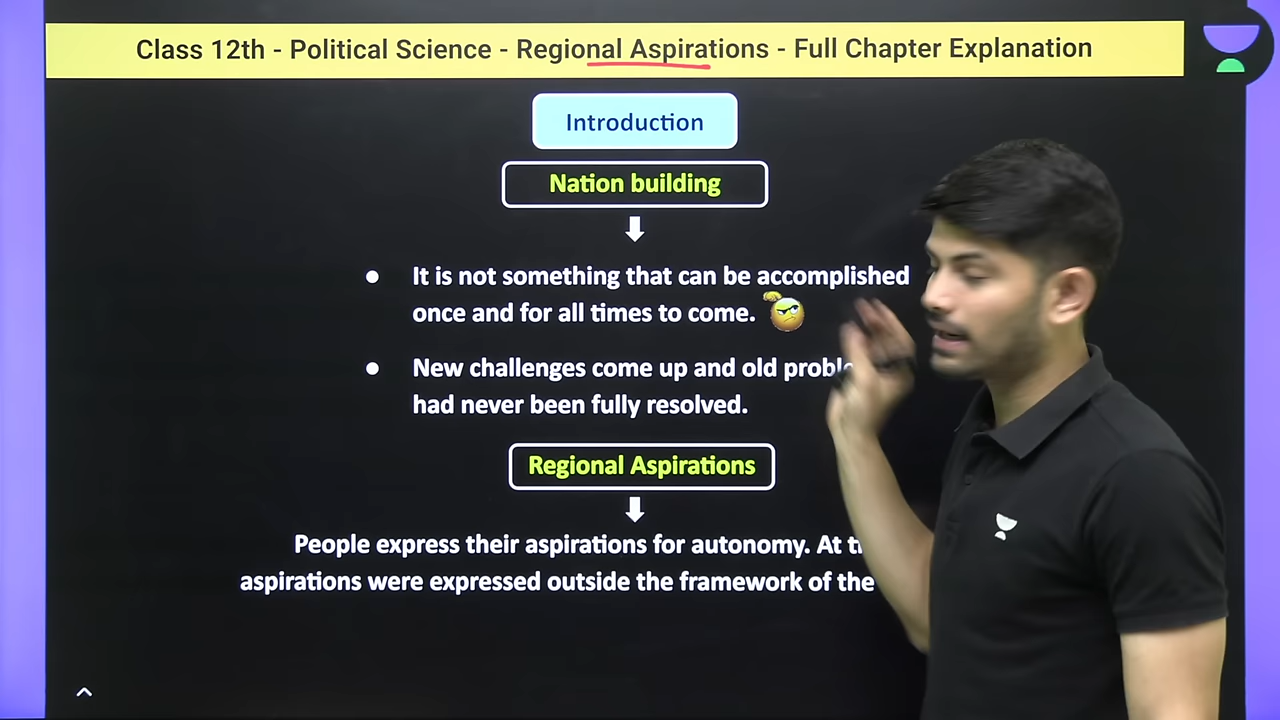 Class 12th - Political Science - Regional Aspirations - Full Chapter Explanation
Introduction
Nation building
It is not something that can be accomplished
once and for all times to come.
New challenges come up and old
had never been fully resolved.
Regional Aspirations
People express their aspirations for autonomy. At
aspirations were expressed outside the framework of the